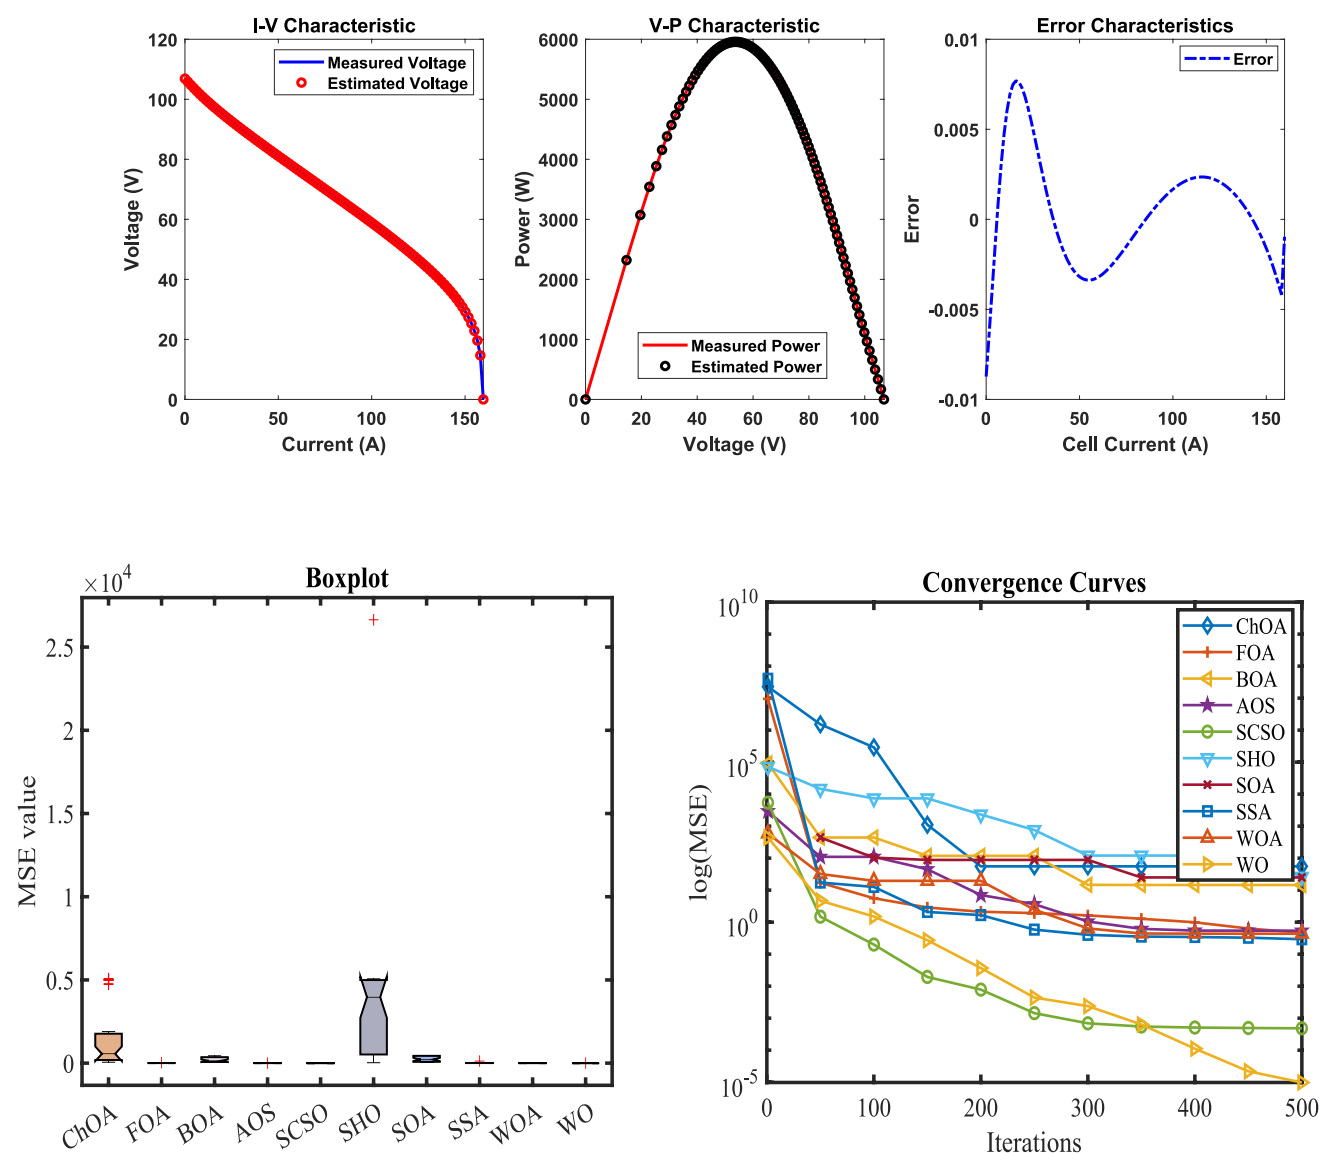 I-V Characteristic
120
100
80
60
40
20
0
0 50 100 150
Voltage (V)
Current (A)
Measured Voltage
Estimated Voltage
V-P Characteristic
6000
5000
4000
3000
2000
1000
0
0 20 40 60 80 100
Power (W)
Voltage (V)
Measured Power
Estimated Power
Error Characteristics
0.01
0.005
0
-0.005
-0.01
0 50 100 150
Error
Cell Current (A)
Error
Boxplot
×10^4
2.5
2
1.5
1
0.5
0
MSE value
ChOA FOA BOA AOS SCSO SHO SOA SSA WOA WO
Convergence Curves
10^10
10^5
10^0
10^-5
log(MSE)
0 100 200 300 400 500
Iterations
ChOA
FOA
BOA
AOS
SCSO
SHO
SOA
SSA
WOA
WO